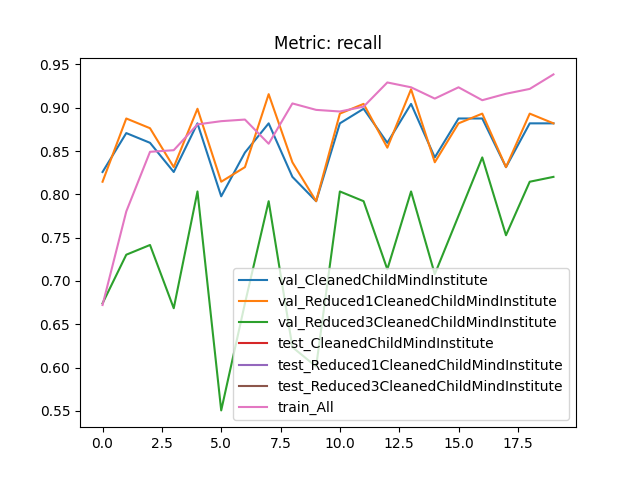 Metric: recall
0.95
0.90
0.85
0.80
0.75
0.70
0.65
0.60
0.55
val_CleanedChildMindInstitute
val_Reduced1CleanedChildMindInstitute
val_Reduced3CleanedChildMindInstitute
test_CleanedChildMindInstitute
test_Reduced1CleanedChildMindInstitute
test_Reduced3CleanedChildMindInstitute
train_All
0.0 2.5 5.0 7.5 10.0 12.5 15.0 17.5